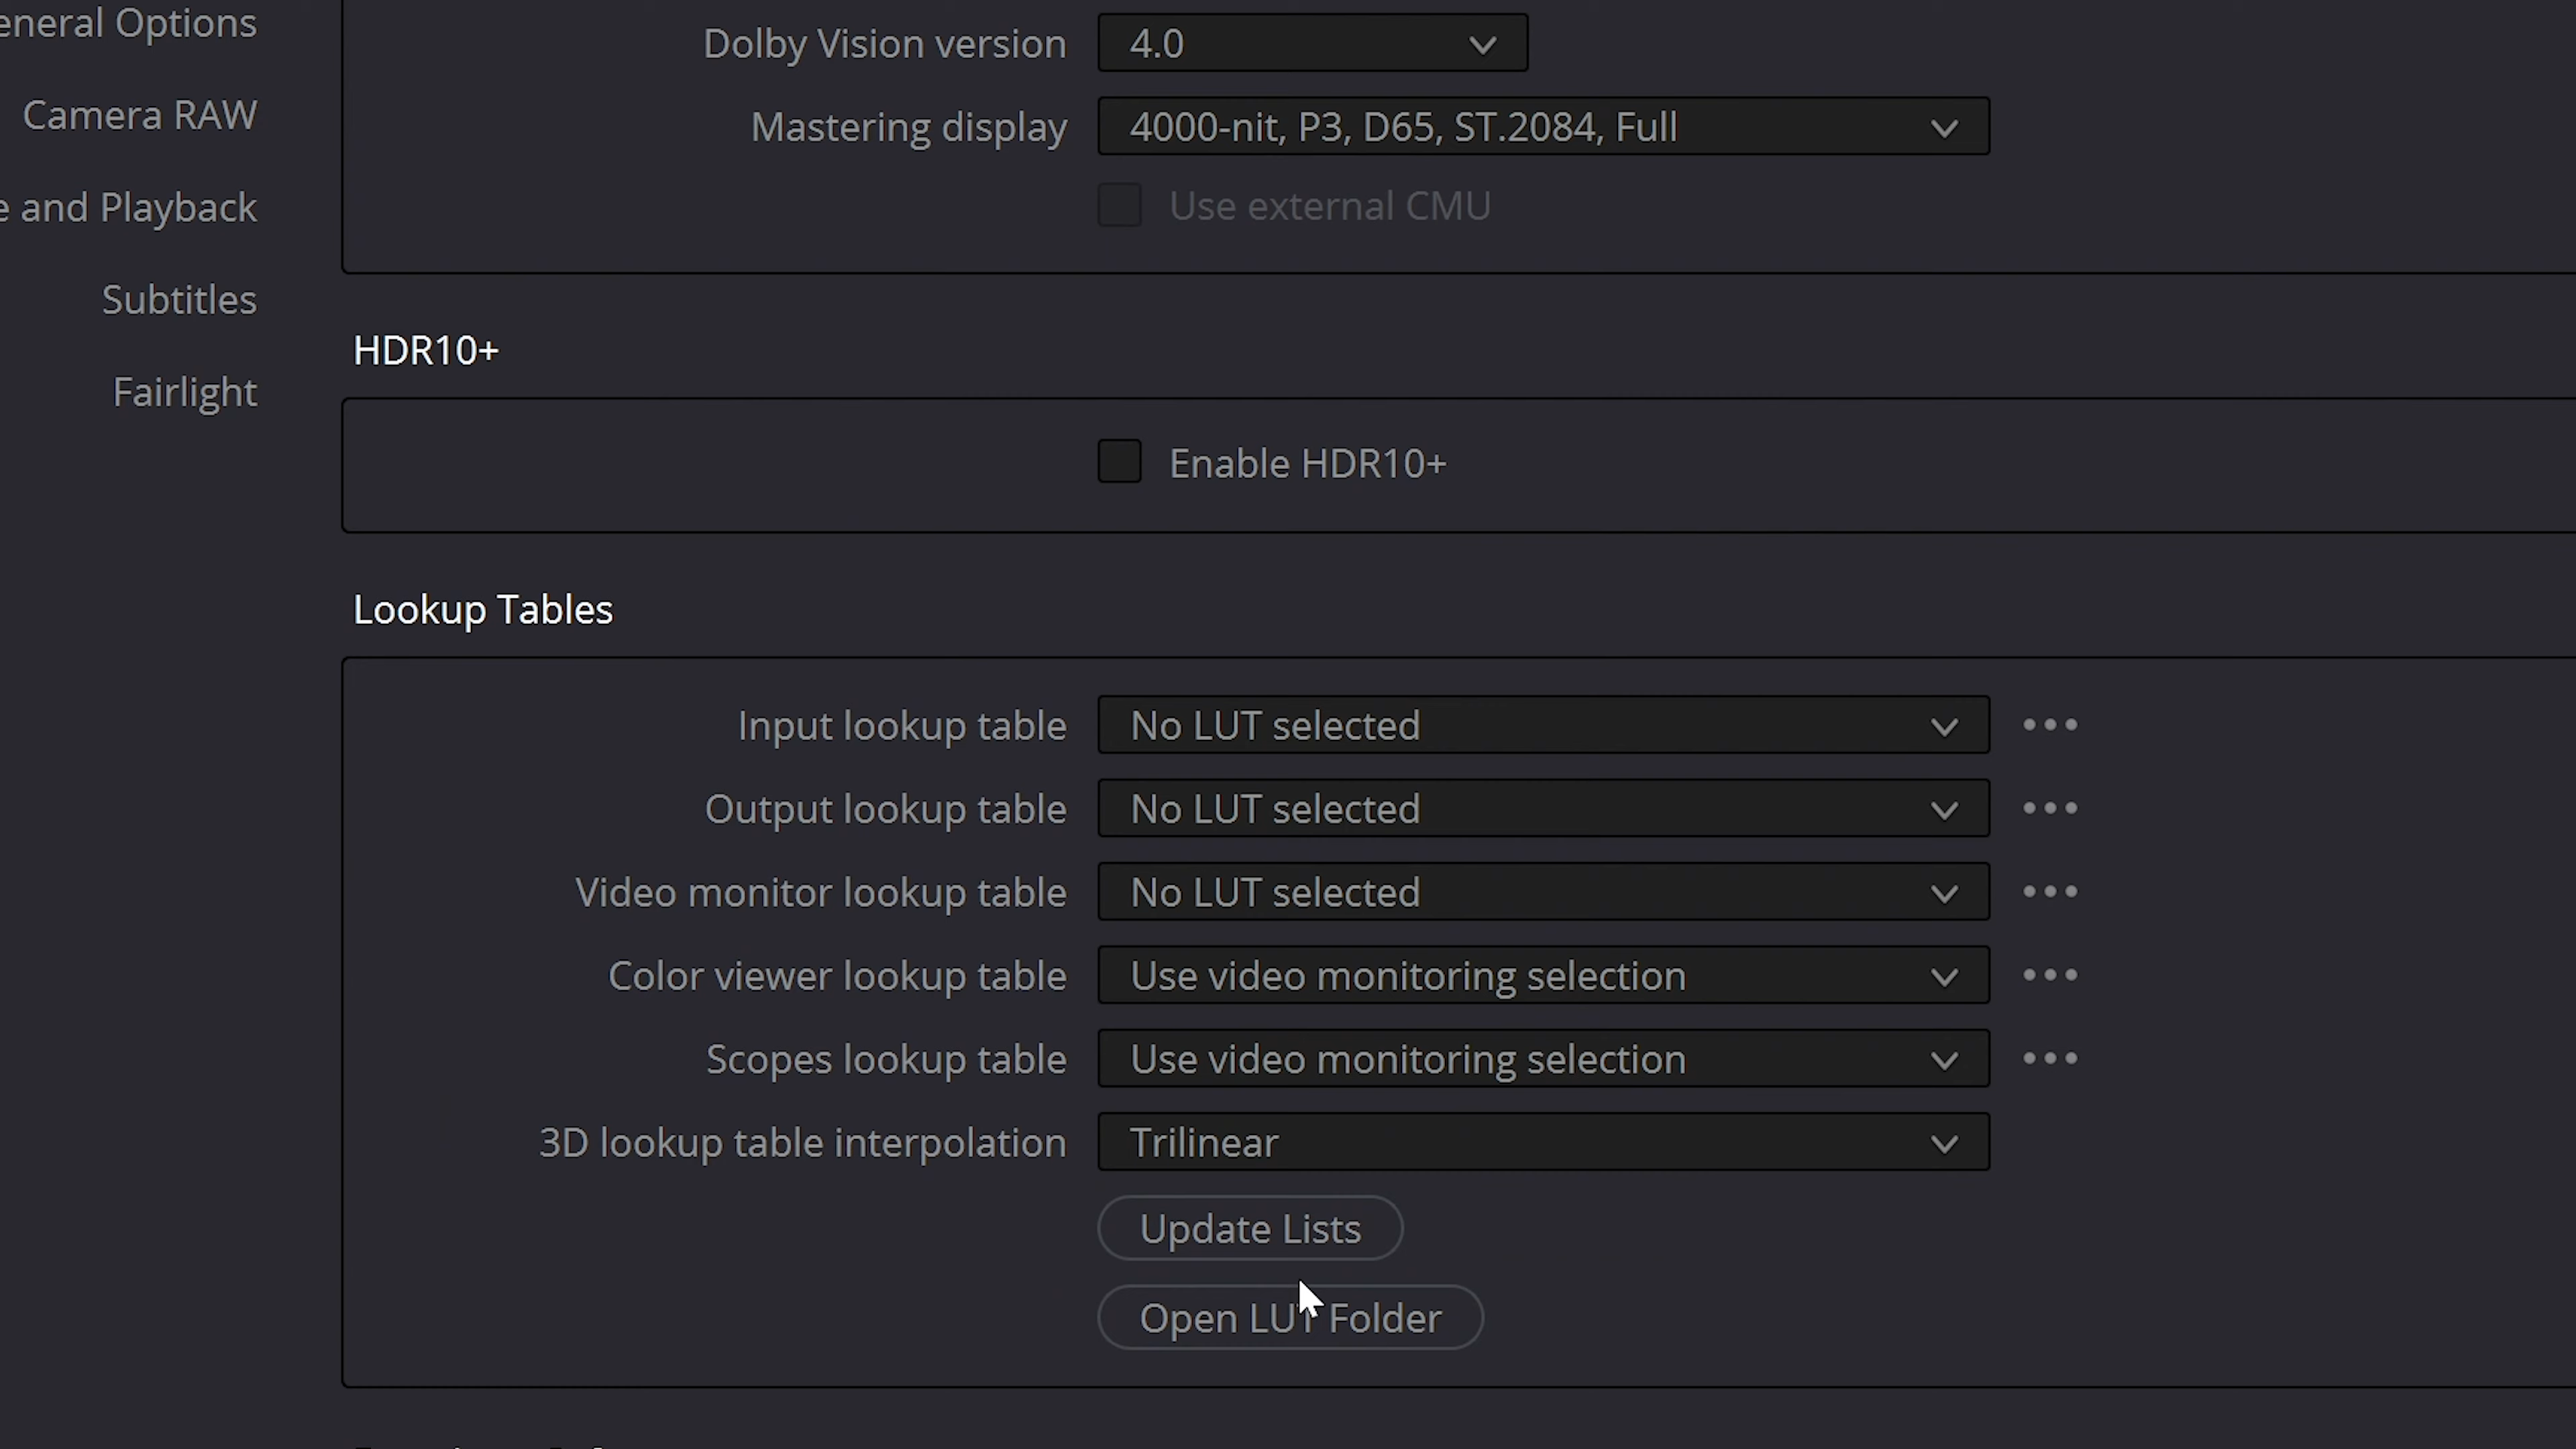 eneral Options
Camera RAW
e and Playback
Subtitles
Fairlight
Dolby Vision version 4.0
Mastering display 4000-nit, P3, D65, ST.2084, Full
Use external CMU
HDR10+
Enable HDR10+
Lookup Tables
Input lookup table No LUT selected
Output lookup table No LUT selected
Video monitor lookup table No LUT selected
Color viewer lookup table Use video monitoring selection
Scopes lookup table Use video monitoring selection
3D lookup table interpolation Trilinear
Update Lists
Open LUT Folder